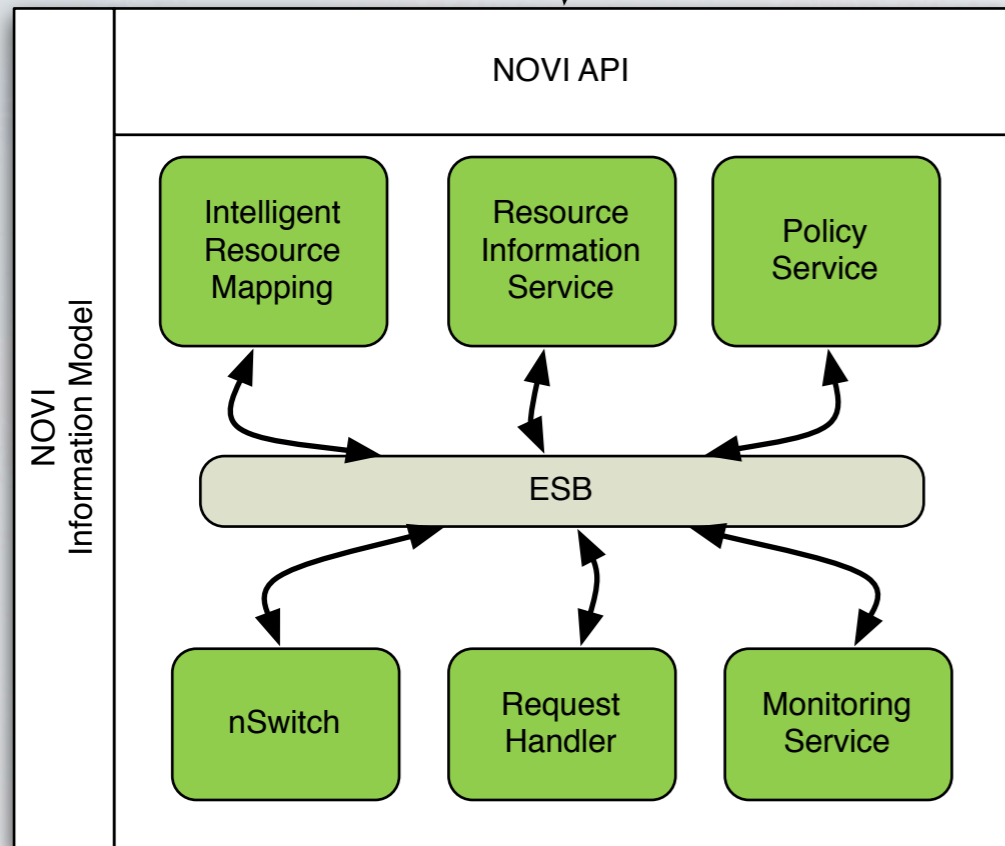 NOVI API
NOVI
Information Model
Intelligent
Resource
Mapping
Resource
Information
Service
Policy
Service
ESB
nSwitch
Request
Handler
Monitoring
Service